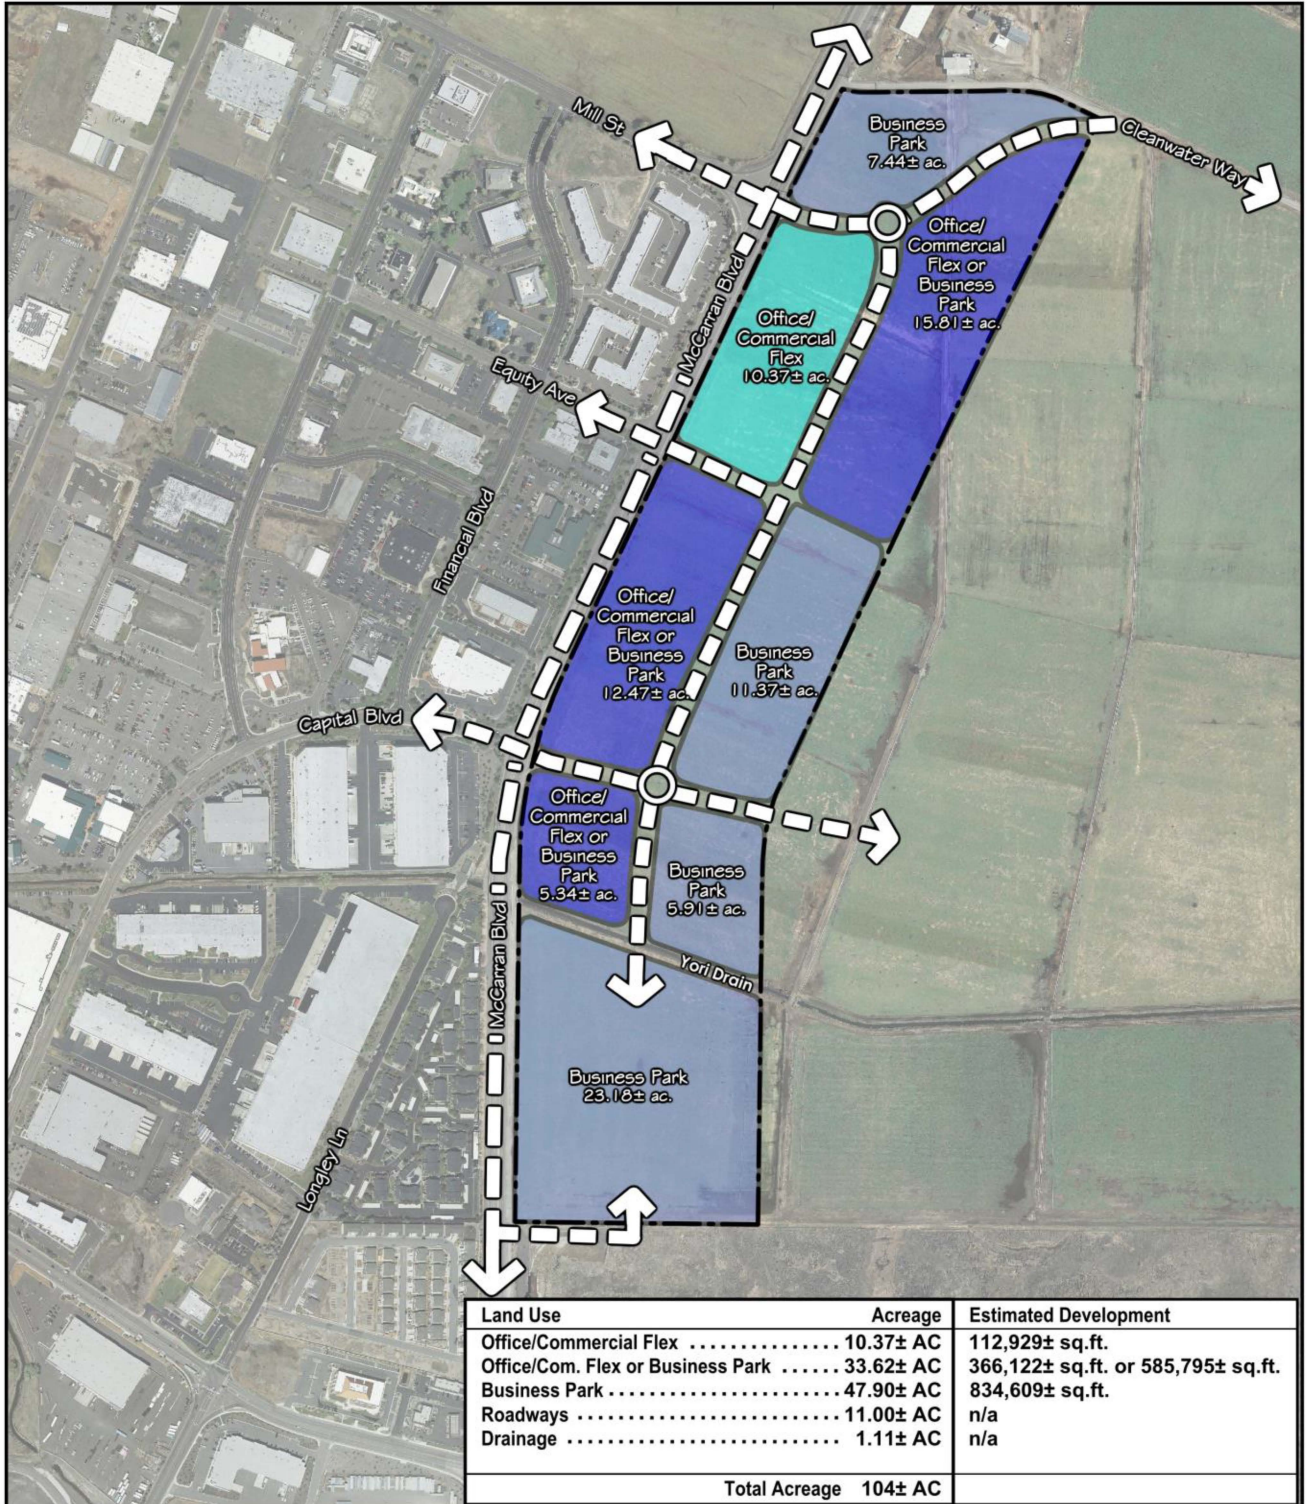 Mill St
Business
Park
7.44± ac.
Cleanwater Way
Office/
Commercial
Flex or
Business
Park
15.81± ac.
McCarran Blvd
Office/
Commercial
Flex
10.37± ac.
Equity Ave
Financial Blvd
Office/
Commercial
Flex or
Business
Park
12.47± ac.
Business
Park
11.37± ac.
Capital Blvd
Office/
Commercial
Flex or
Business
Park
5.34± ac.
Business
Park
5.91± ac.
McCarran Blvd
Yori Drain
Business Park
23.18± ac.
Longley Ln
Land Use Acreage Estimated Development
Office/Commercial Flex ............... 10.37± AC 112,929± sq.ft.
Office/Com. Flex or Business Park ...... 33.62± AC 366,122± sq.ft. or 585,795± sq.ft.
Business Park ....................... 47.90± AC 834,609± sq.ft.
Roadways .......................... 11.00± AC n/a
Drainage ........................... 1.11± AC n/a
Total Acreage 104± AC